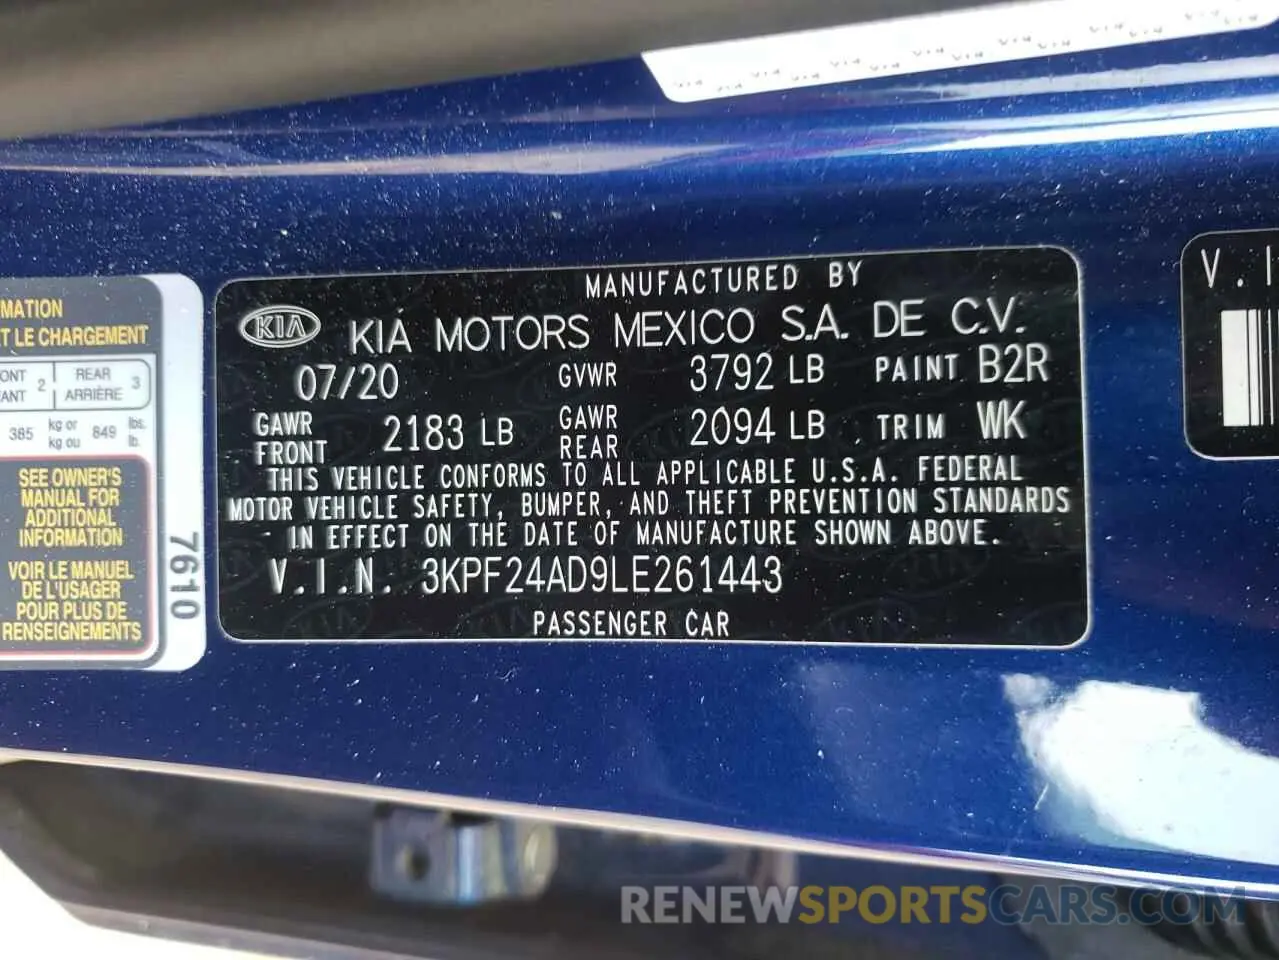 MANUFACTURED BY
KIA KIA MOTORS MEXICO S.A. DE C.V.
07/20 GVWR 3792 LB PAINT B2R
GAWR FRONT 2183 LB GAWR REAR 2094 LB TRIM WK
THIS VEHICLE CONFORMS TO ALL APPLICABLE U.S.A. FEDERAL
MOTOR VEHICLE SAFETY, BUMPER, AND THEFT PREVENTION STANDARDS
IN EFFECT ON THE DATE OF MANUFACTURE SHOWN ABOVE.
V.I.N. 3KPF24AD9LE261443
PASSENGER CAR
ET LE CHARGEMENT
2 REAR ARRIÈRE 3
385 kg or kg ou 849 lbs. lb.
SEE OWNER'S
MANUAL FOR
ADDITIONAL
INFORMATION
VOIR LE MANUEL
DE L'USAGER
POUR PLUS DE
RENSEIGNEMENTS
7610
V.I
RENEWSPORTSCARS.COM